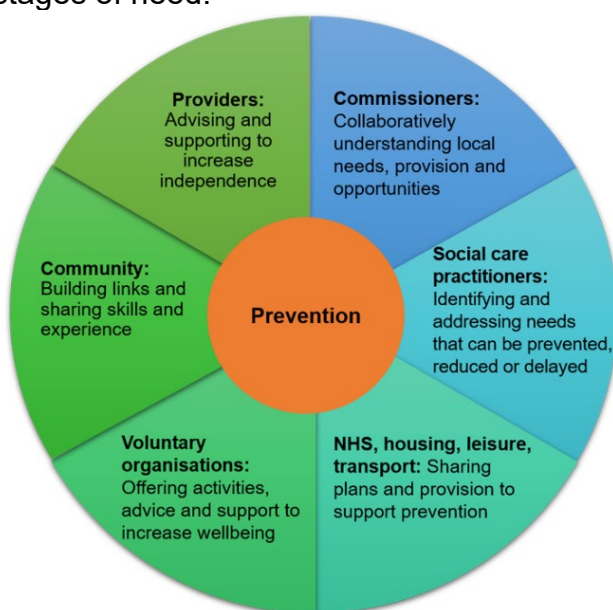 stages of need.
Providers:
Advising and
supporting to
increase
independence
Commissioners:
Collaboratively
understanding local
needs, provision and
opportunities
Community:
Building links and
sharing skills and
experience
Prevention
Social care
practitioners:
Identifying and
addressing needs
that can be prevented,
reduced or delayed
Voluntary
organisations:
Offering activities,
advice and support to
increase wellbeing
NHS, housing, leisure,
transport: Sharing
plans and provision to
support prevention